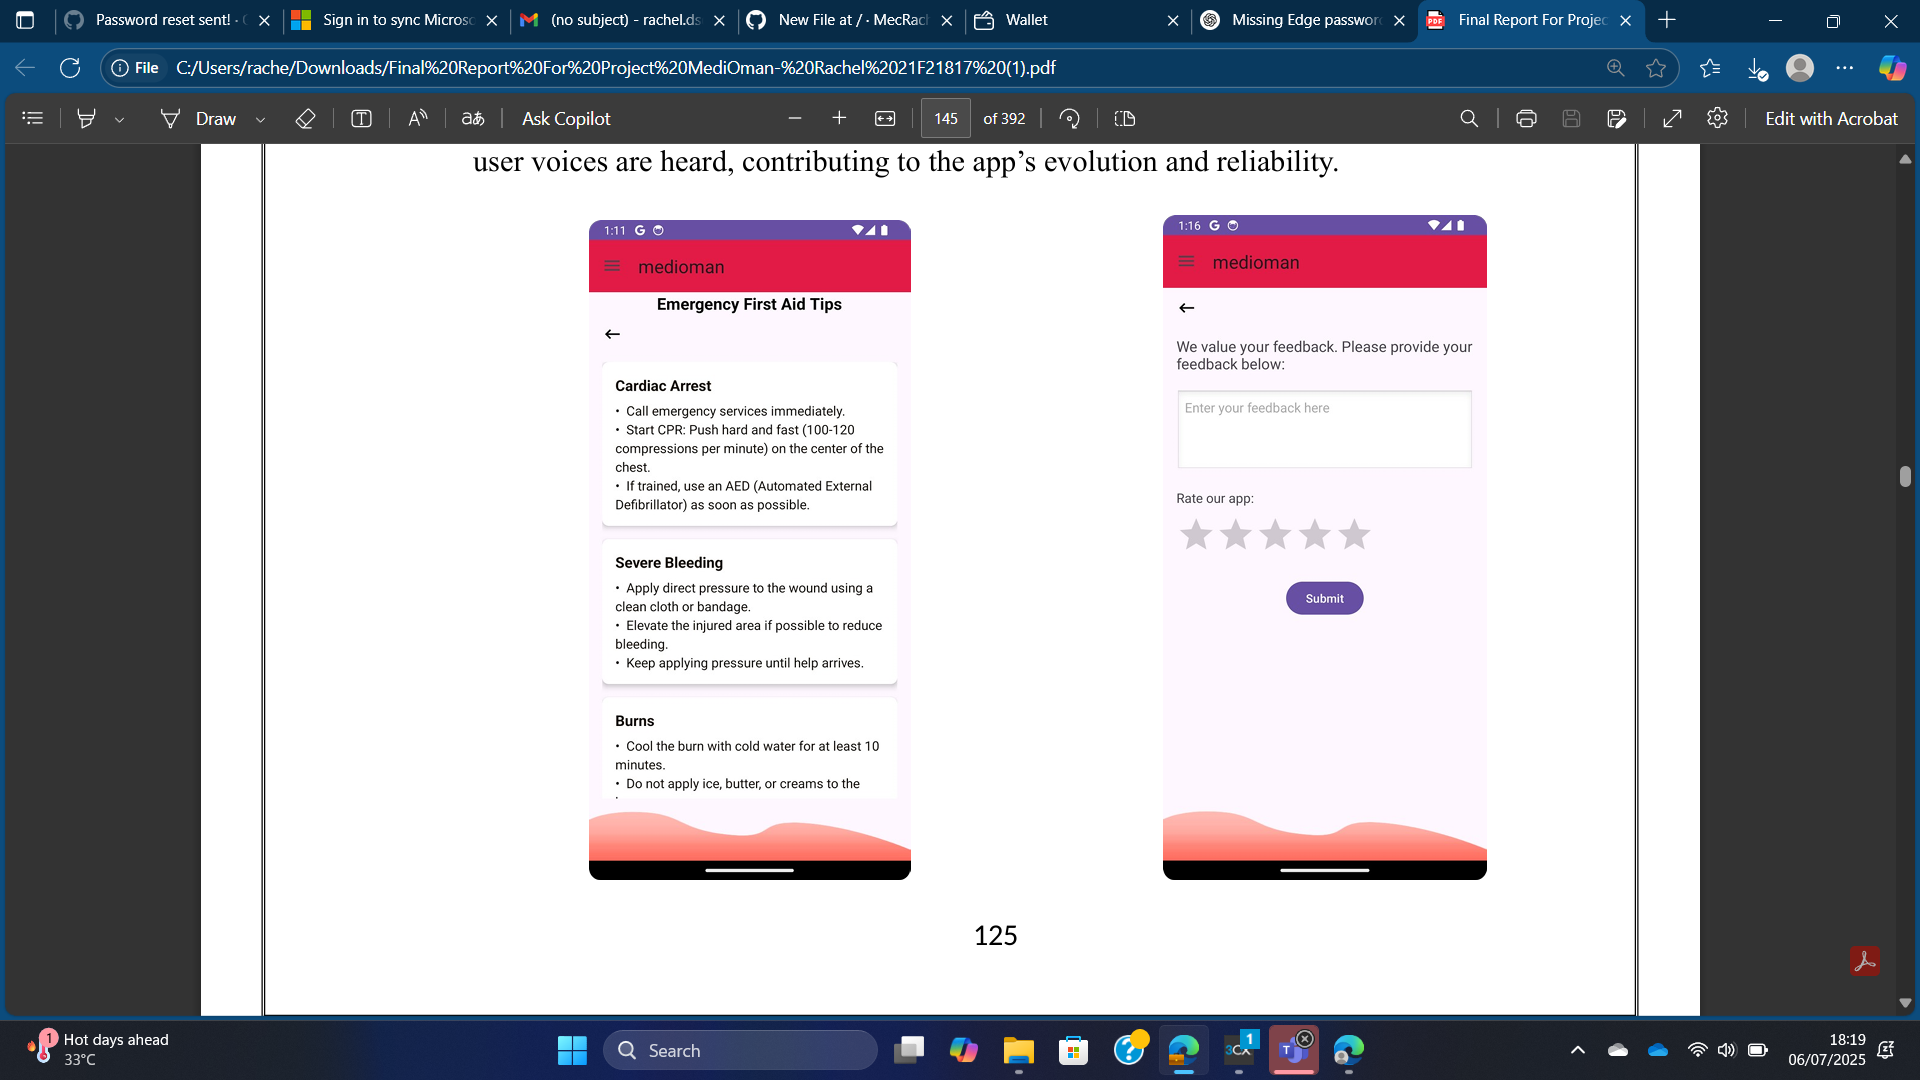 Password reset sent! · G
Sign in to sync Microso
(no subject) - rachel.ds
New File at / · MecRach
Wallet
Missing Edge password
Final Report For Projec
File
C:/Users/rache/Downloads/Final%20Report%20For%20Project%20MediOman-%20Rachel%2021F21817%20(1).pdf
Draw
aあ
Ask Copilot
145
of 392
Edit with Acrobat
user voices are heard, contributing to the app’s evolution and reliability.
1:11
medioman
Emergency First Aid Tips
Cardiac Arrest
• Call emergency services immediately.
• Start CPR: Push hard and fast (100-120
compressions per minute) on the center of the
chest.
• If trained, use an AED (Automated External
Defibrillator) as soon as possible.
Severe Bleeding
• Apply direct pressure to the wound using a
clean cloth or bandage.
• Elevate the injured area if possible to reduce
bleeding.
• Keep applying pressure until help arrives.
Burns
• Cool the burn with cold water for at least 10
minutes.
• Do not apply ice, butter, or creams to the
1:16
medioman
We value your feedback. Please provide your
feedback below:
Enter your feedback here
Rate our app:
Submit
125
1
Hot days ahead
33°C
Search
3CX
1
18:19
06/07/2025